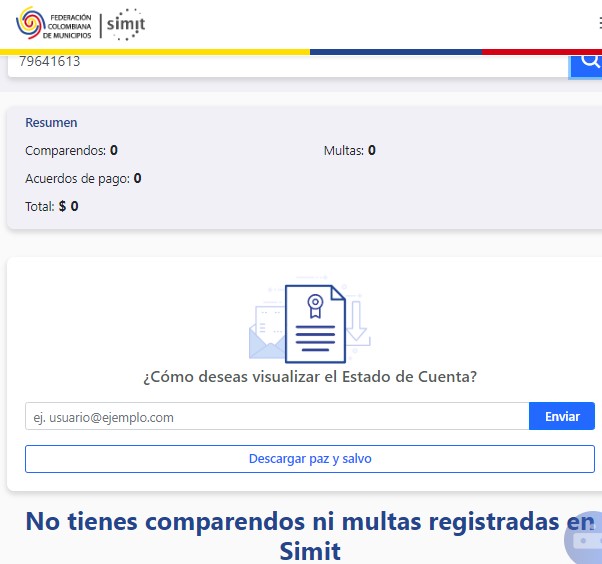 FEDERACIÓN
COLOMBIANA
DE MUNICIPIOS
simit
79641613
Resumen
Comparendos: 0
Multas: 0
Acuerdos de pago: 0
Total: $ 0
¿Cómo deseas visualizar el Estado de Cuenta?
ej. usuario@ejemplo.com
Enviar
Descargar paz y salvo
No tienes comparendos ni multas registradas en
Simit